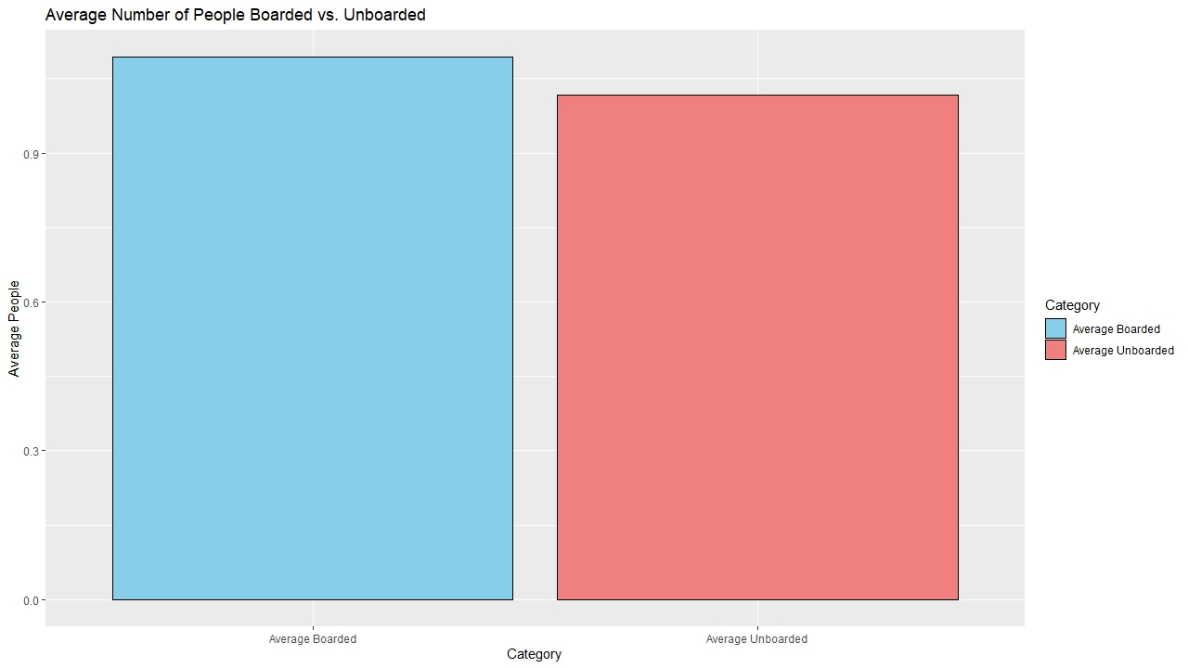 Average Number of People Boarded vs. Unboarded
Average People
0.9
0.6
0.3
0.0
Average Boarded
Average Unboarded
Category
Category
Average Boarded
Average Unboarded